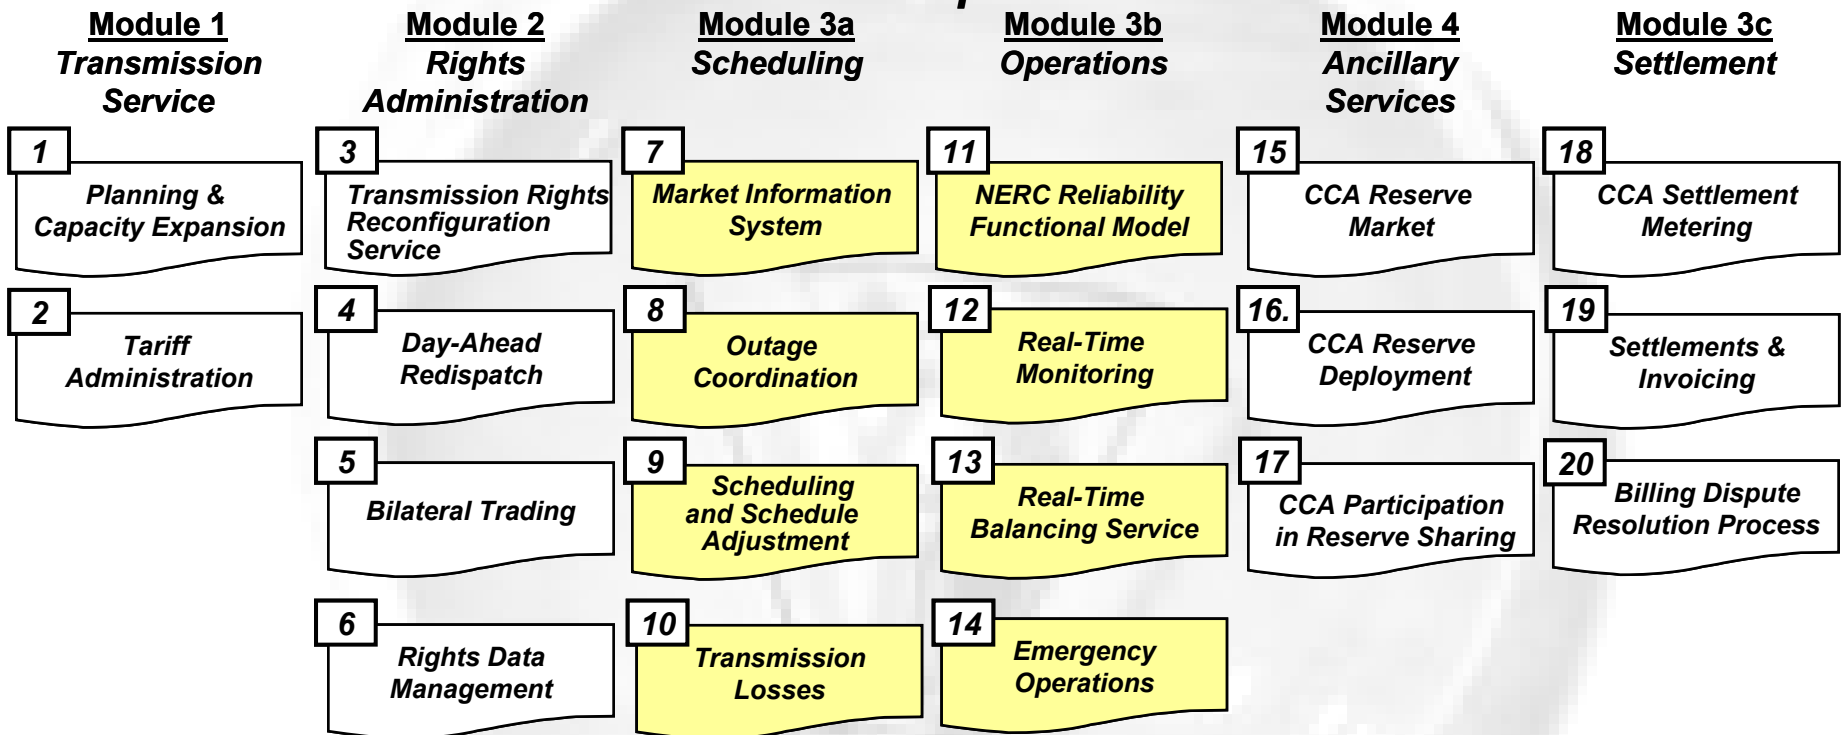 Module 1
Transmission
Service
Module 2
Rights
Administration
Module 3a
Scheduling
Module 3b
Operations
Module 4
Ancillary
Services
Module 3c
Settlement
1
Planning &
Capacity Expansion
2
Tariff
Administration
3
Transmission Rights
Reconfiguration
Service
4
Day-Ahead
Redispatch
5
Bilateral Trading
6
Rights Data
Management
7
Market Information
System
8
Outage
Coordination
9
Scheduling
and Schedule
Adjustment
10
Transmission
Losses
11
NERC Reliability
Functional Model
12
Real-Time
Monitoring
13
Real-Time
Balancing Service
14
Emergency
Operations
15
CCA Reserve
Market
16.
CCA Reserve
Deployment
17
CCA Participation
in Reserve Sharing
18
CCA Settlement
Metering
19
Settlements &
Invoicing
20
Billing Dispute
Resolution Process